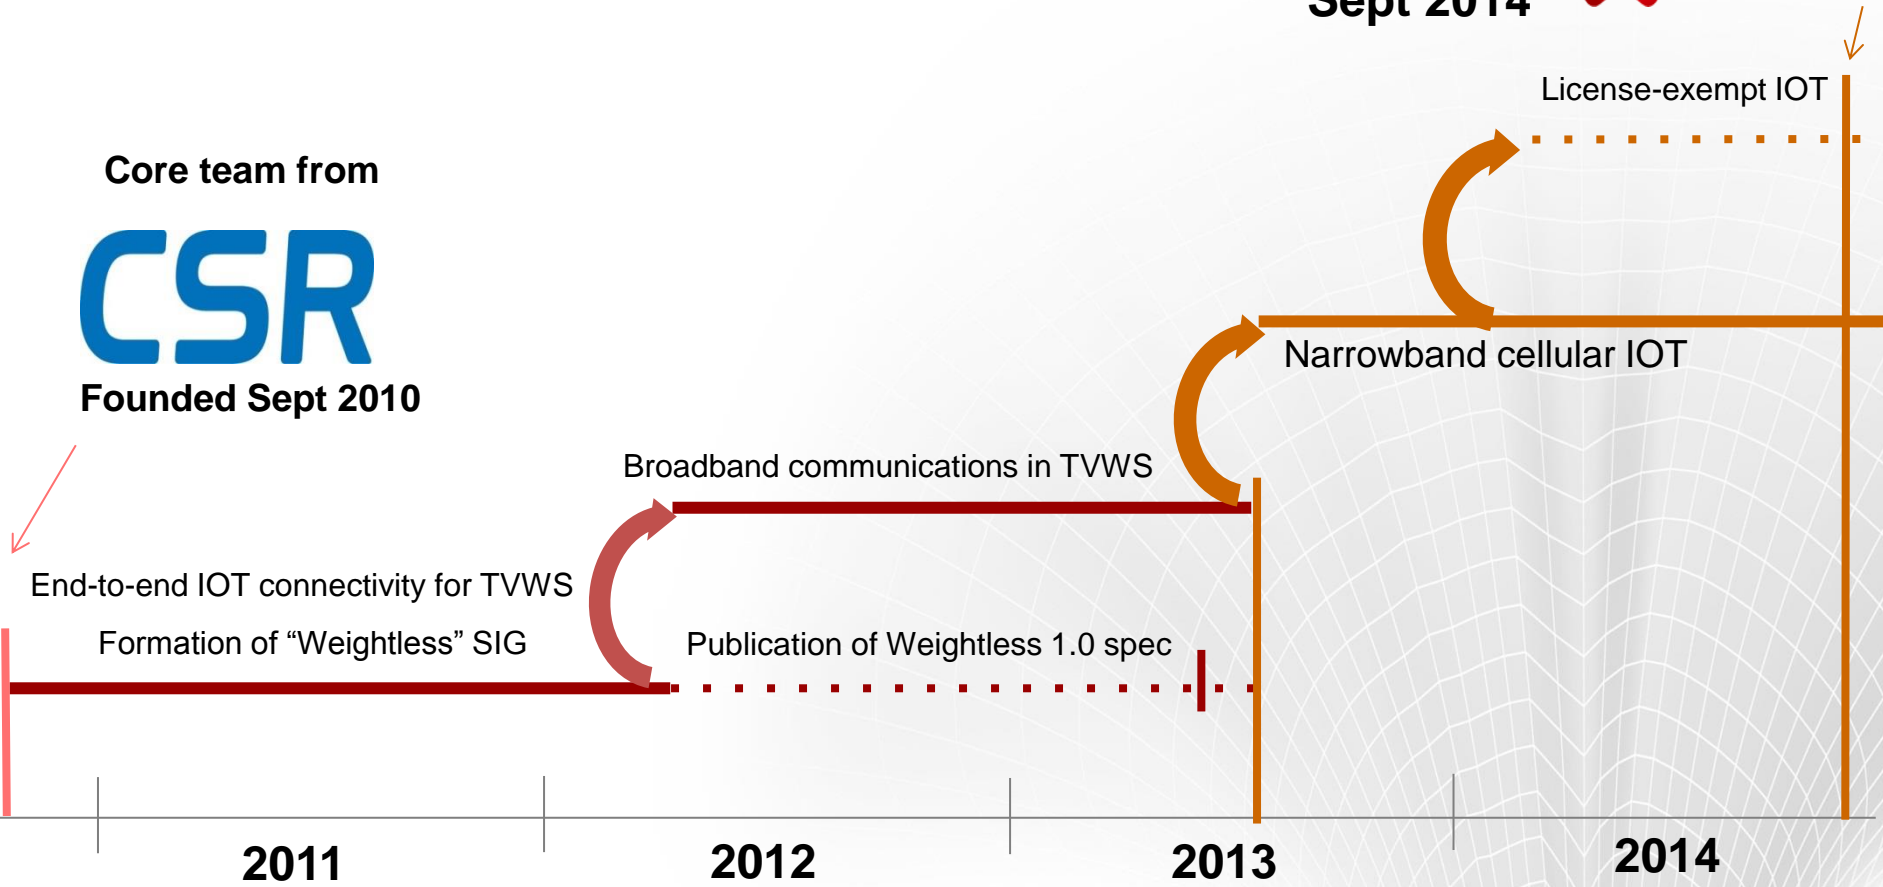 Sept 2014
License-exempt IOT
Core team from
CSR
Founded Sept 2010
Narrowband cellular IOT
Broadband communications in TVWS
End-to-end IOT connectivity for TVWS
Formation of “Weightless” SIG
Publication of Weightless 1.0 spec
2011
2012
2013
2014